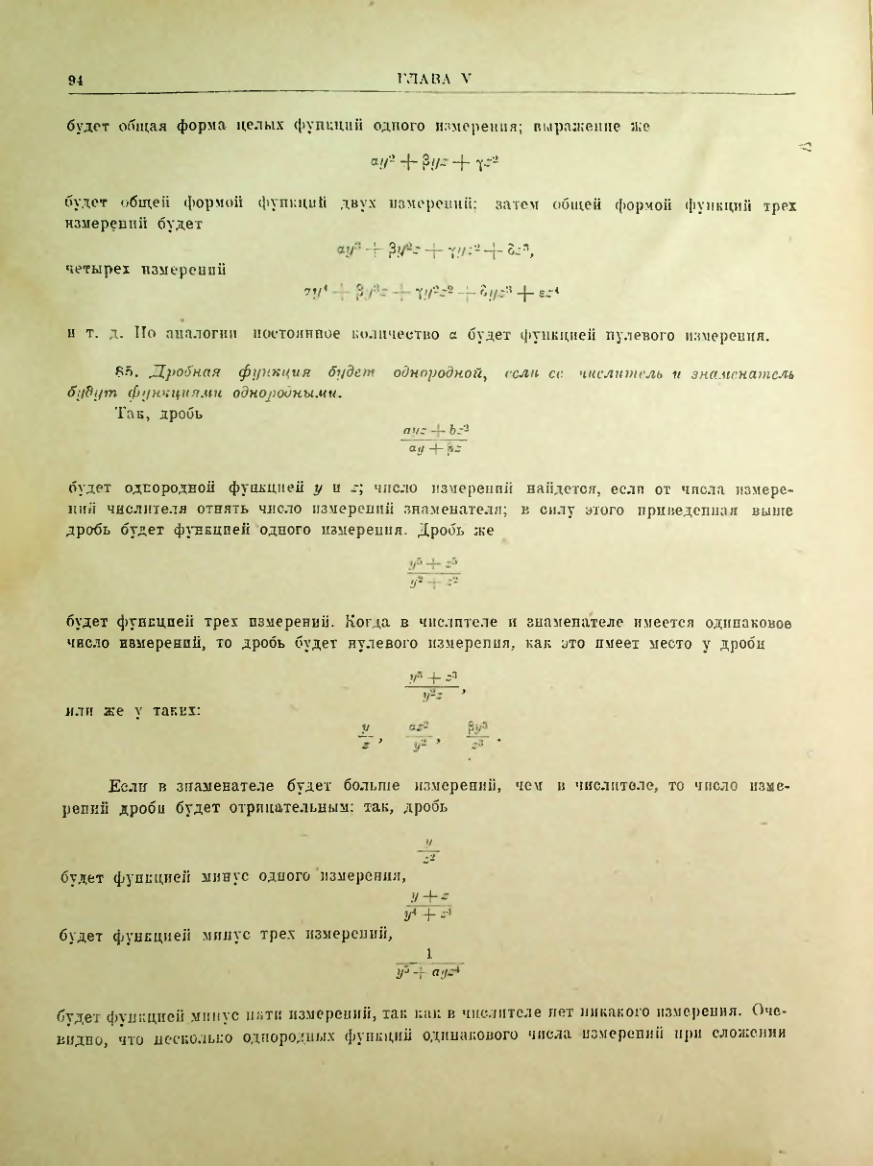 94
ГЛАВА V
будет общая форма целых функций одного измерения; выражение же
αy² + βyz + γz²
будет общей формой функций двух измерений: затем общей формой функций трех
измерений будет
αy³ + βy²z + γyz² + δz³,
четырех измерений
αy⁴ + βy³z + γy²z² + δyz³ + εz⁴
и т. д. По аналогии постоянное количество α будет функцией нулевого измерения.
85. Дробная функция будет однородной, если ее числитель и знаменатель
будут функциями однородными.
Так, дробь
ayz + bz²
αy + βz
будет однородной функцией y и z; число измерений найдется, если от числа измере-
ний числителя отнять число измерений знаменателя; в силу этого приведенная выше
дробь будет функцией одного измерения. Дробь же
y⁵ + z⁵
y² + z²
будет функцией трех измерений. Когда в числителе и знаменателе имеется одинаковое
число измерений, то дробь будет нулевого измерения, как это имеет место у дроби
y³ + z³
y²z ,
или же у таких:
y αz² βy³
z , y² , z³ .
Если в знаменателе будет больше измерений, чем в числителе, то число изме-
рений дроби будет отрицательным: так, дробь
y
z²
будет функцией минус одного измерения,
y + z
y⁴ + z⁴
будет функцией минус трех измерений,
1
y⁵ + ayz⁴
будет функцией минус пяти измерений, так как в числителе нет никакого измерения. Оче-
видно, что несколько однородных функций одинакового числа измерений при сложении